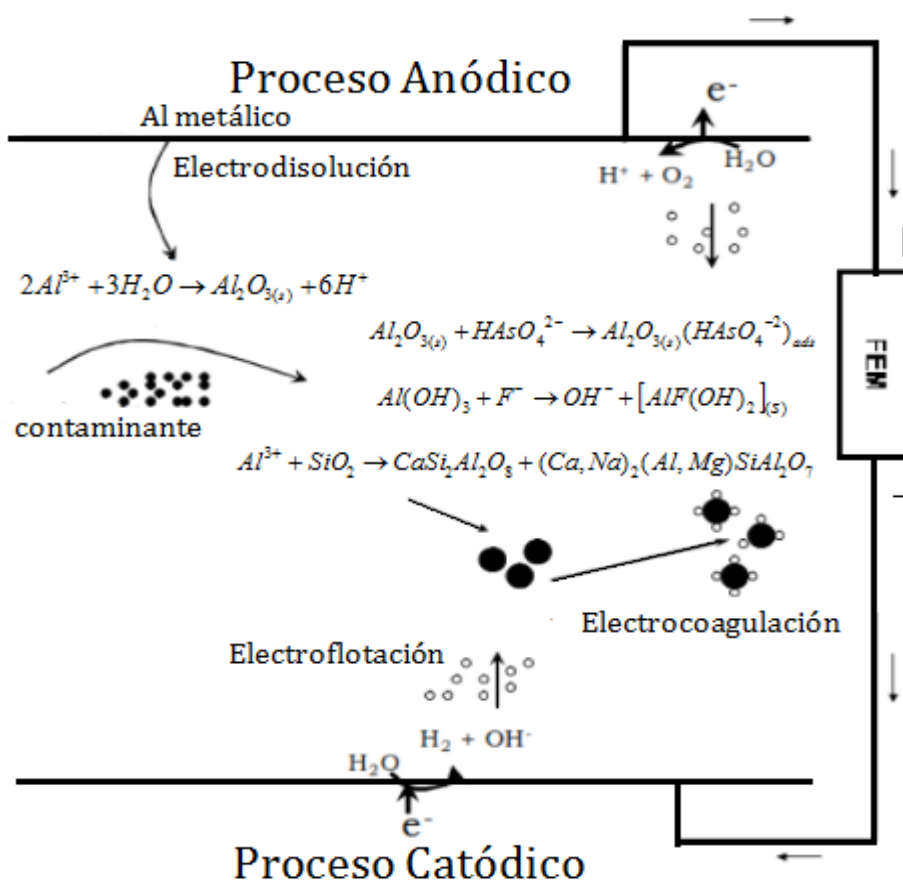 Proceso Anódico
e⁻
Al metálico
Electrodisolución
H₂O
H⁺ + O₂
2Al³⁺ + 3H₂O → Al₂O₃₍ₛ₎ + 6H⁺
Al₂O₃₍ₛ₎ + HAsO₄²⁻ → Al₂O₃₍ₛ₎(HAsO₄⁻²)ads
FEM
Al(OH)₃ + F⁻ → OH⁻ + [AlF(OH)₂]₍ₛ₎
contaminante
Al³⁺ + SiO₂ → CaSi₂Al₂O₈ + (Ca, Na)₂(Al, Mg)SiAl₂O₇
Electrocoagulación
Electroflotación
H₂ + OH⁻
H₂O
e⁻
Proceso Catódico